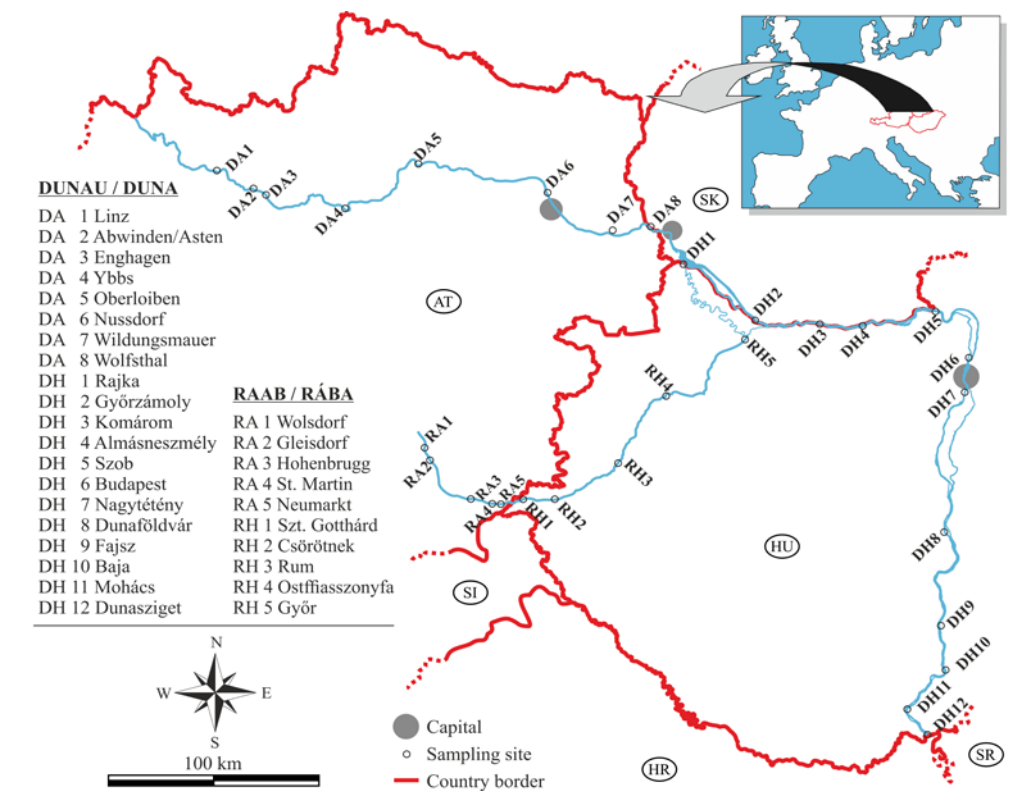 DUNAU / DUNA
DA 1 Linz
DA 2 Abwinden/Asten
DA 3 Enghagen
DA 4 Ybbs
DA 5 Oberloiben
DA 6 Nussdorf
DA 7 Wildungsmauer
DA 8 Wolfsthal
DH 1 Rajka
DH 2 Győrzámoly
DH 3 Komárom
DH 4 Almásneszmély
DH 5 Szob
DH 6 Budapest
DH 7 Nagytétény
DH 8 Dunaföldvár
DH 9 Fajsz
DH 10 Baja
DH 11 Mohács
DH 12 Dunasziget
RAAB / RÁBA
RA 1 Wolsdorf
RA 2 Gleisdorf
RA 3 Hohenbrugg
RA 4 St. Martin
RA 5 Neumarkt
RH 1 Szt. Gotthárd
RH 2 Csörötnek
RH 3 Rum
RH 4 Ostffiasszonyfa
RH 5 Győr
DA1
DA2
DA3
DA4
DA5
DA6
DA7
DA8
SK
DH1
DH2
DH3
DH4
DH5
DH6
DH7
DH8
DH9
DH10
DH11
DH12
AT
RH5
RH4
RH3
RH2
RH1
RA1
RA2
RA3
RA4
RA5
HU
SI
HR
SR
N
W
E
S
100 km
Capital
Sampling site
Country border